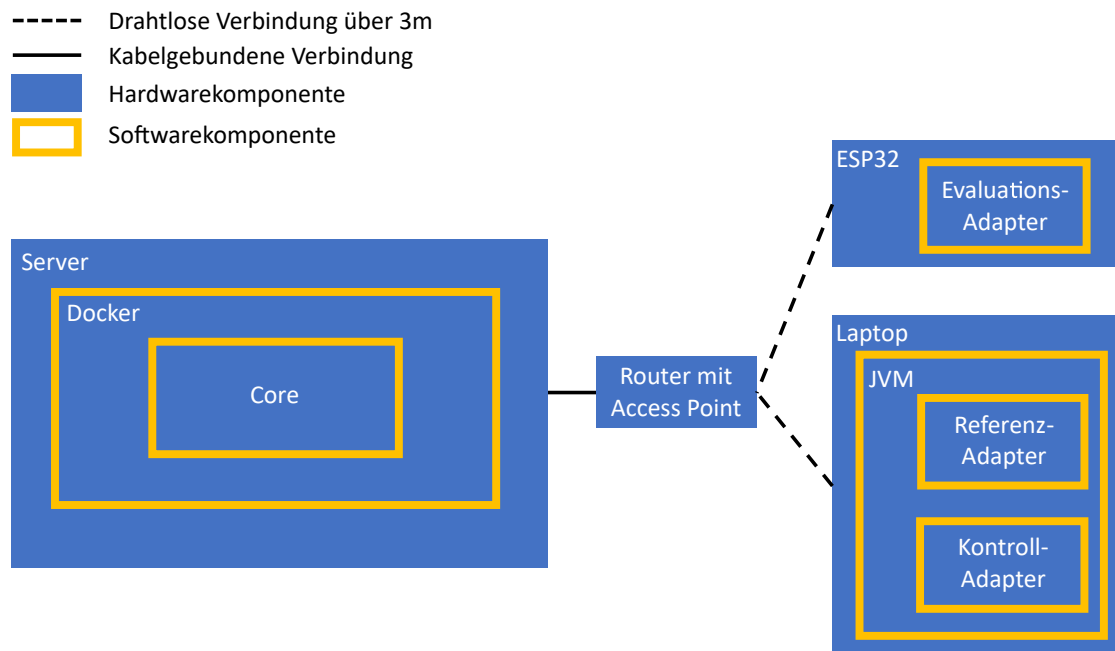 Drahtlose Verbindung über 3m
Kabelgebundene Verbindung
Hardwarekomponente
Softwarekomponente
Server
Docker
Core
Router mit
Access Point
ESP32
Evaluations-
Adapter
Laptop
JVM
Referenz-
Adapter
Kontroll-
Adapter